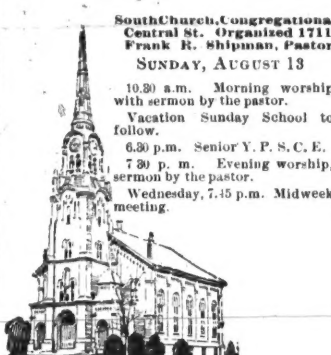 SouthChurch,Congregationa
Central St. Organized 1711
Frank R. Shipman, Pastor
SUNDAY, AUGUST 13
10.30 a.m. Morning worship
with sermon by the pastor.
Vacation Sunday School to
follow.
6.30 p.m. Senior Y. P. S. C. E.
7 30 p. m. Evening worship,
sermon by the pastor.
Wednesday, 7.45 p.m. Midweek
meeting.